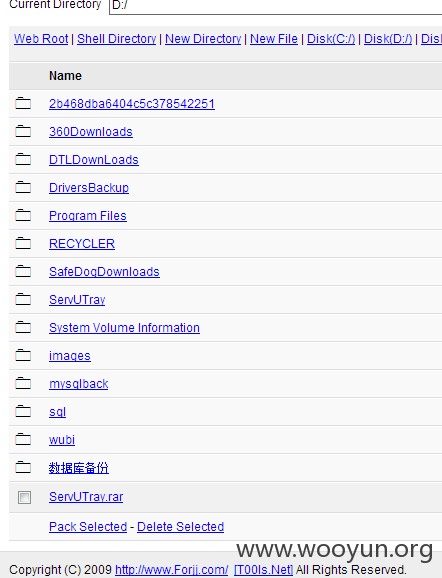 Current Directory D:/
Web Root | Shell Directory | New Directory | New File | Disk(C:/) | Disk(D:/) | Dis
Name
2b468dba6404c5c378542251
360Downloads
DTLDownLoads
DriversBackup
Program Files
RECYCLER
SafeDogDownloads
ServUTray
System Volume Information
images
mysqlback
sql
wubi
数据库备份
ServUTray.rar
Pack Selected - Delete Selected
www.wooyun.org
Copyright (C) 2009 http://www.Forjj.com/ [T00ls.Net] All Rights Reserved.